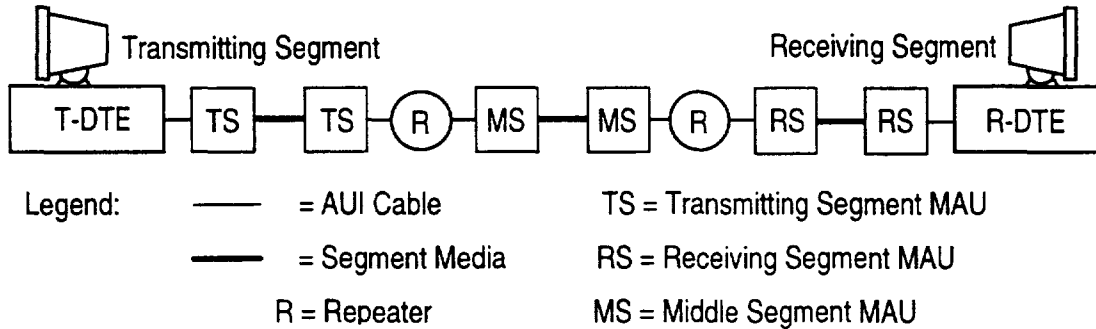 Transmitting Segment
Receiving Segment
T-DTE TS TS R MS MS R RS RS R-DTE
Legend: = AUI Cable TS = Transmitting Segment MAU
= Segment Media RS = Receiving Segment MAU
R = Repeater MS = Middle Segment MAU